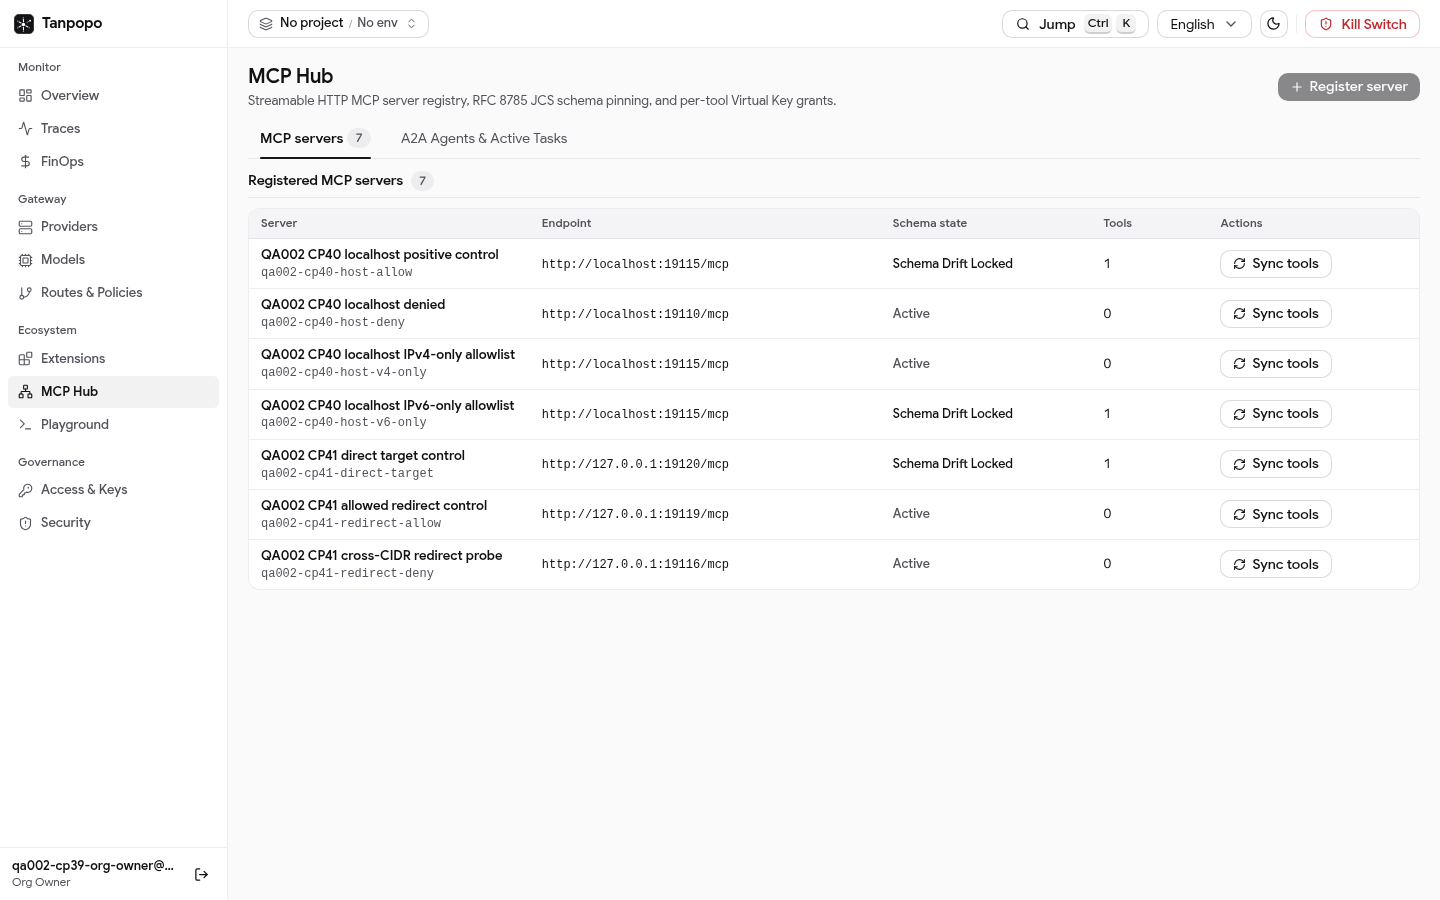 Tanpopo
No project / No env
Jump Ctrl K
English
Kill Switch
Monitor
Overview
Traces
FinOps
Gateway
Providers
Models
Routes & Policies
Ecosystem
Extensions
MCP Hub
Playground
Governance
Access & Keys
Security
qa002-cp39-org-owner@...
Org Owner
MCP Hub
Streamable HTTP MCP server registry, RFC 8785 JCS schema pinning, and per-tool Virtual Key grants.
+ Register server
MCP servers 7
A2A Agents & Active Tasks
Registered MCP servers 7
Server Endpoint Schema state Tools Actions
QA002 CP40 localhost positive control
qa002-cp40-host-allow
http://localhost:19115/mcp Schema Drift Locked 1 Sync tools
QA002 CP40 localhost denied
qa002-cp40-host-deny
http://localhost:19110/mcp Active 0 Sync tools
QA002 CP40 localhost IPv4-only allowlist
qa002-cp40-host-v4-only
http://localhost:19115/mcp Active 0 Sync tools
QA002 CP40 localhost IPv6-only allowlist
qa002-cp40-host-v6-only
http://localhost:19115/mcp Schema Drift Locked 1 Sync tools
QA002 CP41 direct target control
qa002-cp41-direct-target
http://127.0.0.1:19120/mcp Schema Drift Locked 1 Sync tools
QA002 CP41 allowed redirect control
qa002-cp41-redirect-allow
http://127.0.0.1:19119/mcp Active 0 Sync tools
QA002 CP41 cross-CIDR redirect probe
qa002-cp41-redirect-deny
http://127.0.0.1:19116/mcp Active 0 Sync tools